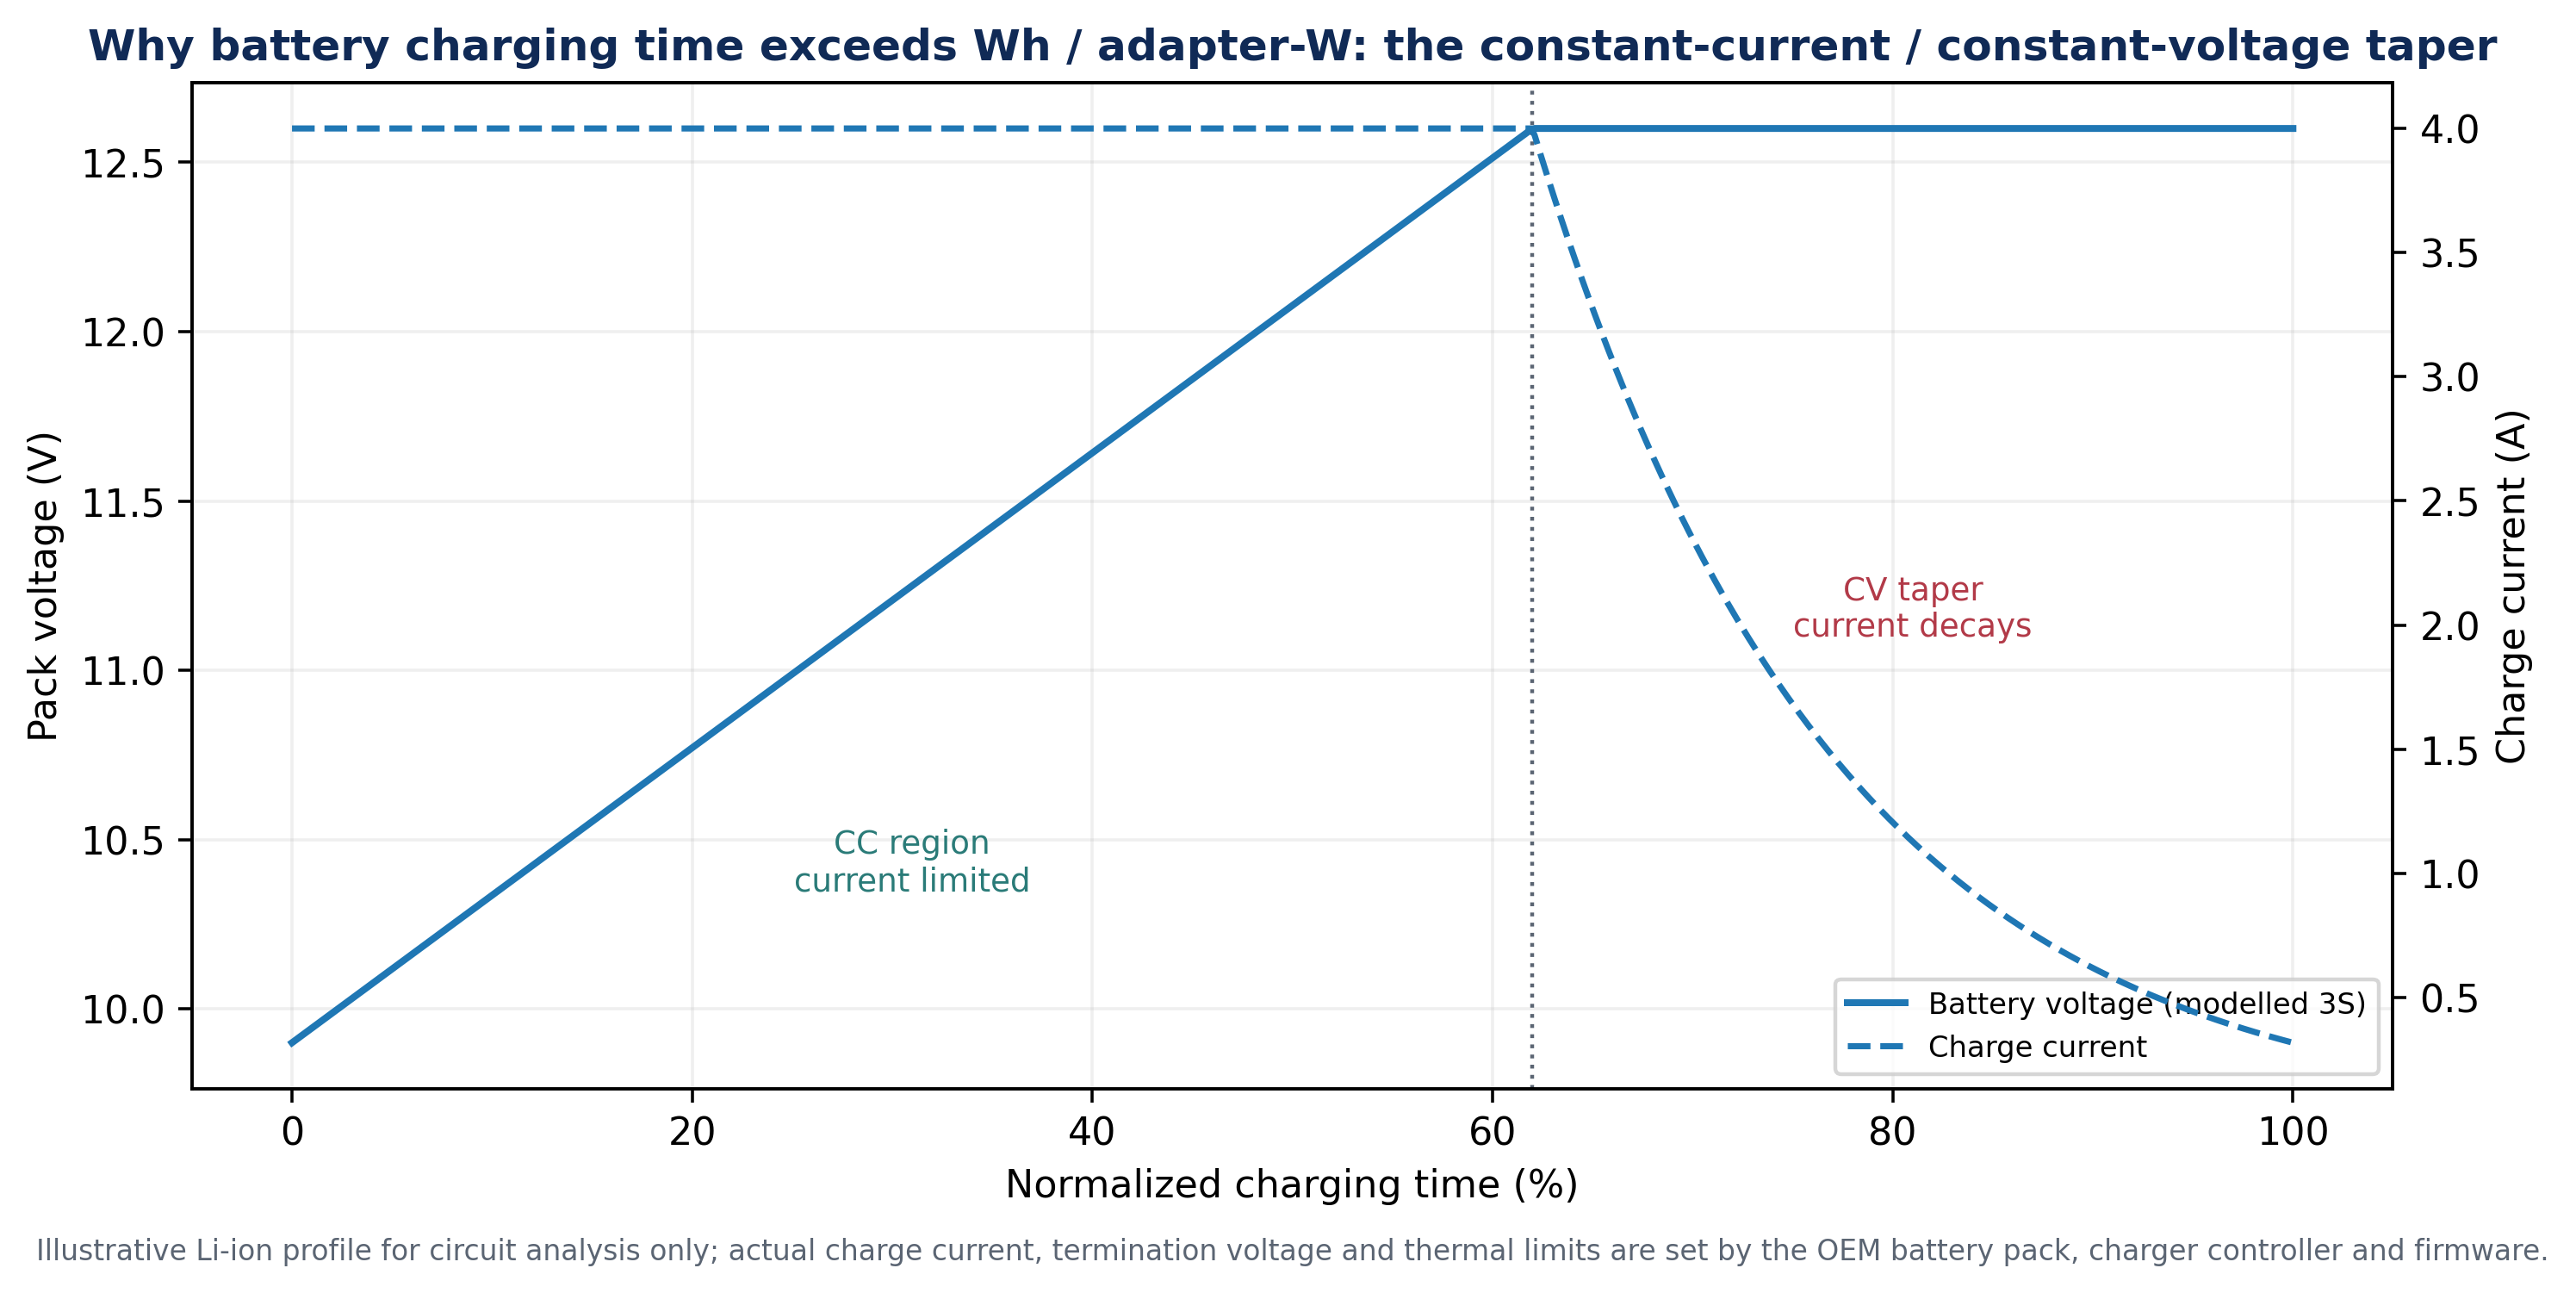 Why battery charging time exceeds Wh / adapter-W: the constant-current / constant-voltage taper
Pack voltage (V)
12.5
12.0
11.5
11.0
10.5
10.0
CC region
current limited
CV taper
current decays
4.0
3.5
3.0
2.5
2.0
1.5
1.0
0.5
Charge current (A)
Battery voltage (modelled 3S)
Charge current
0
20
40
60
80
100
Normalized charging time (%)
Illustrative Li-ion profile for circuit analysis only; actual charge current, termination voltage and thermal limits are set by the OEM battery pack, charger controller and firmware.